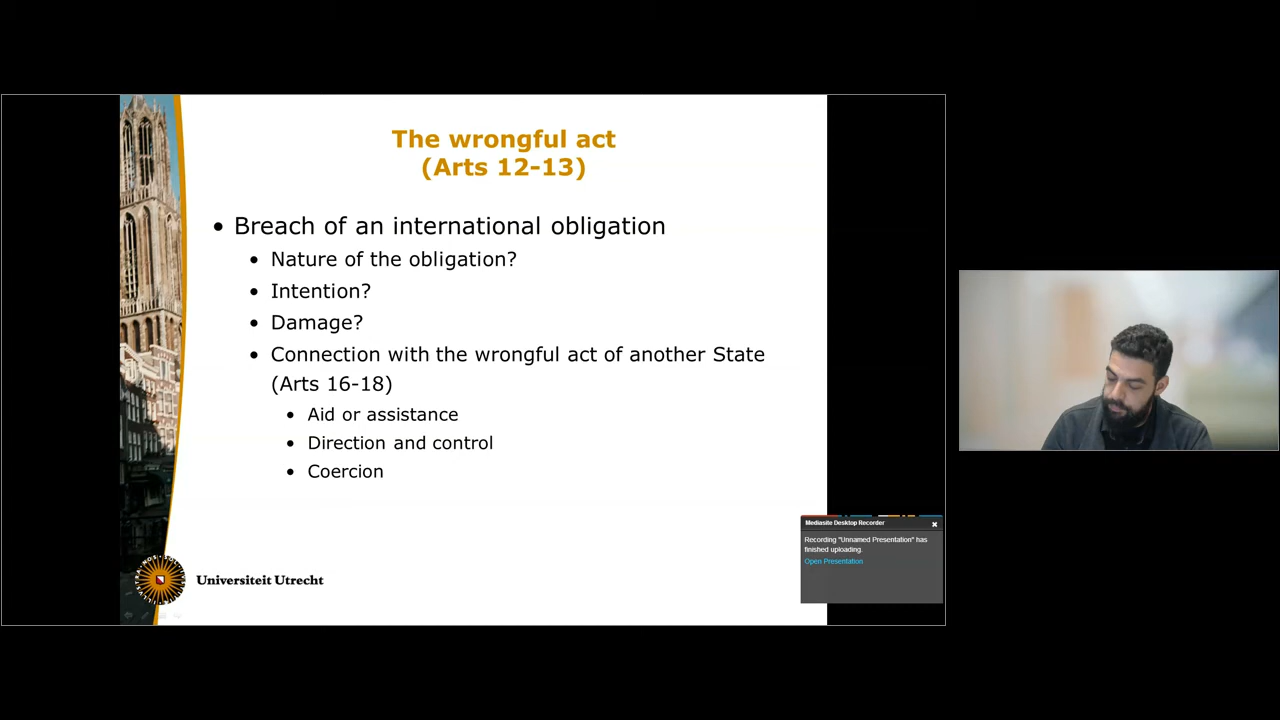 The wrongful act
(Arts 12-13)
• Breach of an international obligation
• Nature of the obligation?
• Intention?
• Damage?
• Connection with the wrongful act of another State
(Arts 16-18)
• Aid or assistance
• Direction and control
• Coercion
Universiteit Utrecht
Mediasite Desktop Recorder
Recording "Unnamed Presentation" has
finished uploading.
Open Presentation